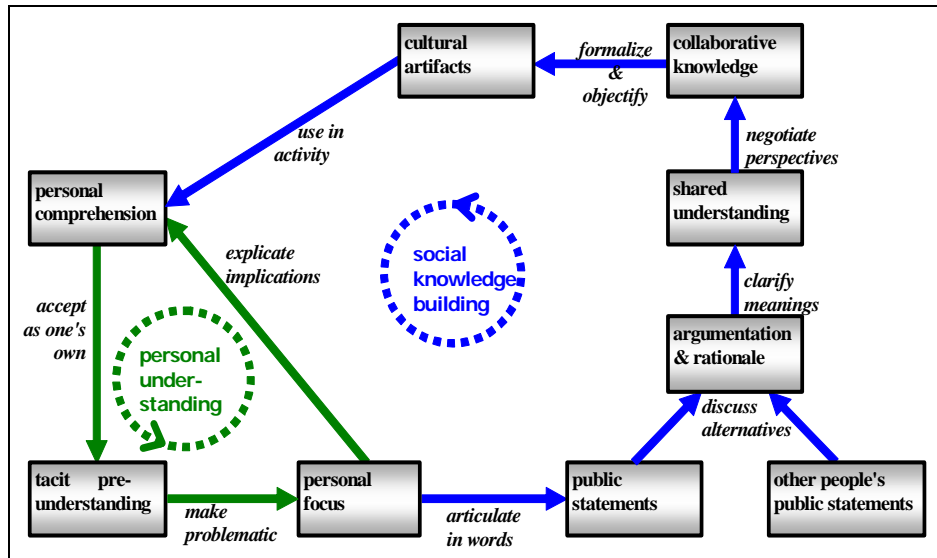 cultural
artifacts
formalize
&
objectify
collaborative
knowledge
use in
activity
negotiate
perspectives
personal
comprehension
shared
understanding
explicate
implications
social
knowledge
building
clarify
meanings
accept
as one's
own
personal
under-
standing
argumentation
& rationale
discuss
alternatives
tacit pre-
understanding
make
problematic
personal
focus
articulate
in words
public
statements
other people's
public statements